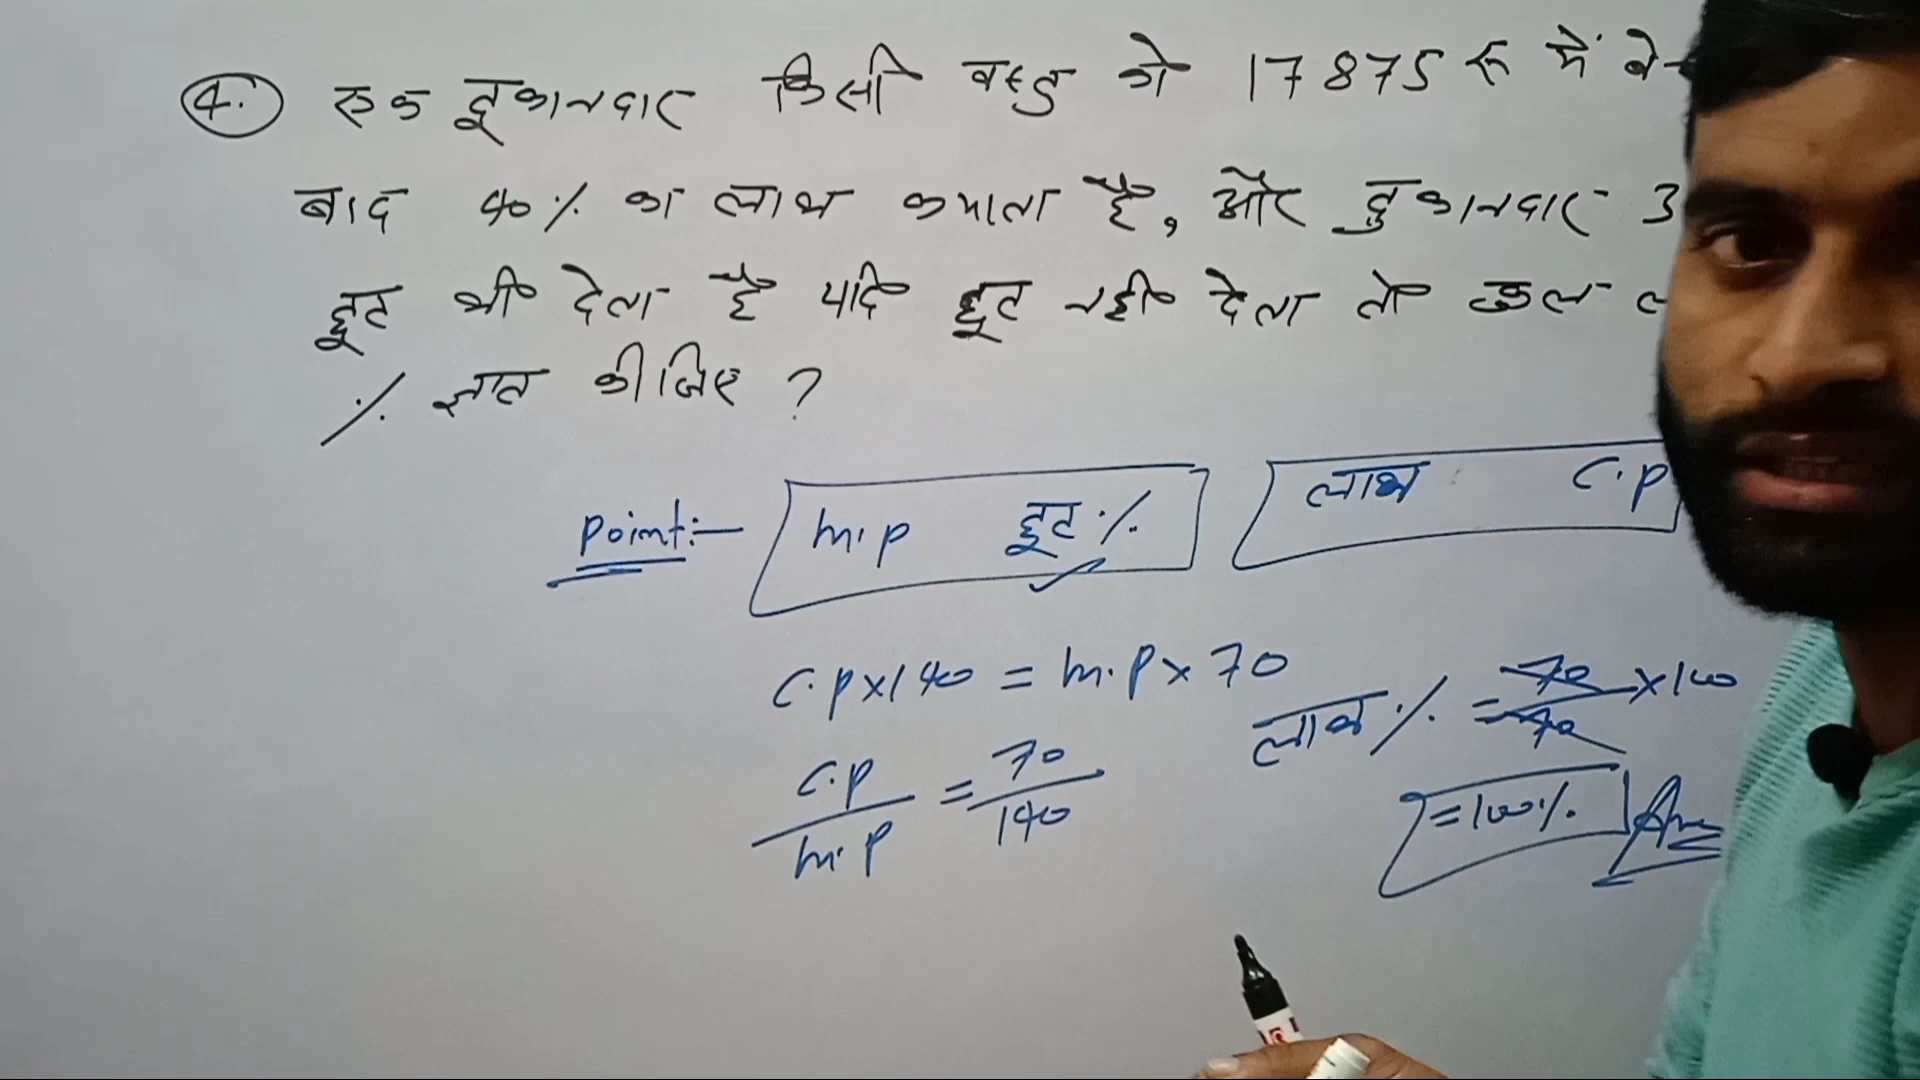 4. एक दूकानदार किसी वस्तु को 17875 रू में बे
बाद 40% का लाभ कमाता है, और दुकानदार 3
छूट भी देता है यदि छूट नही देता तो कुल ल
% ज्ञात कीजिए ?
Point:- M.P छूट% लाभ C.P
C.P×140 = M.P×70
लाभ% = 70/70 ×100
C.P/M.P = 70/140
=100% Ans